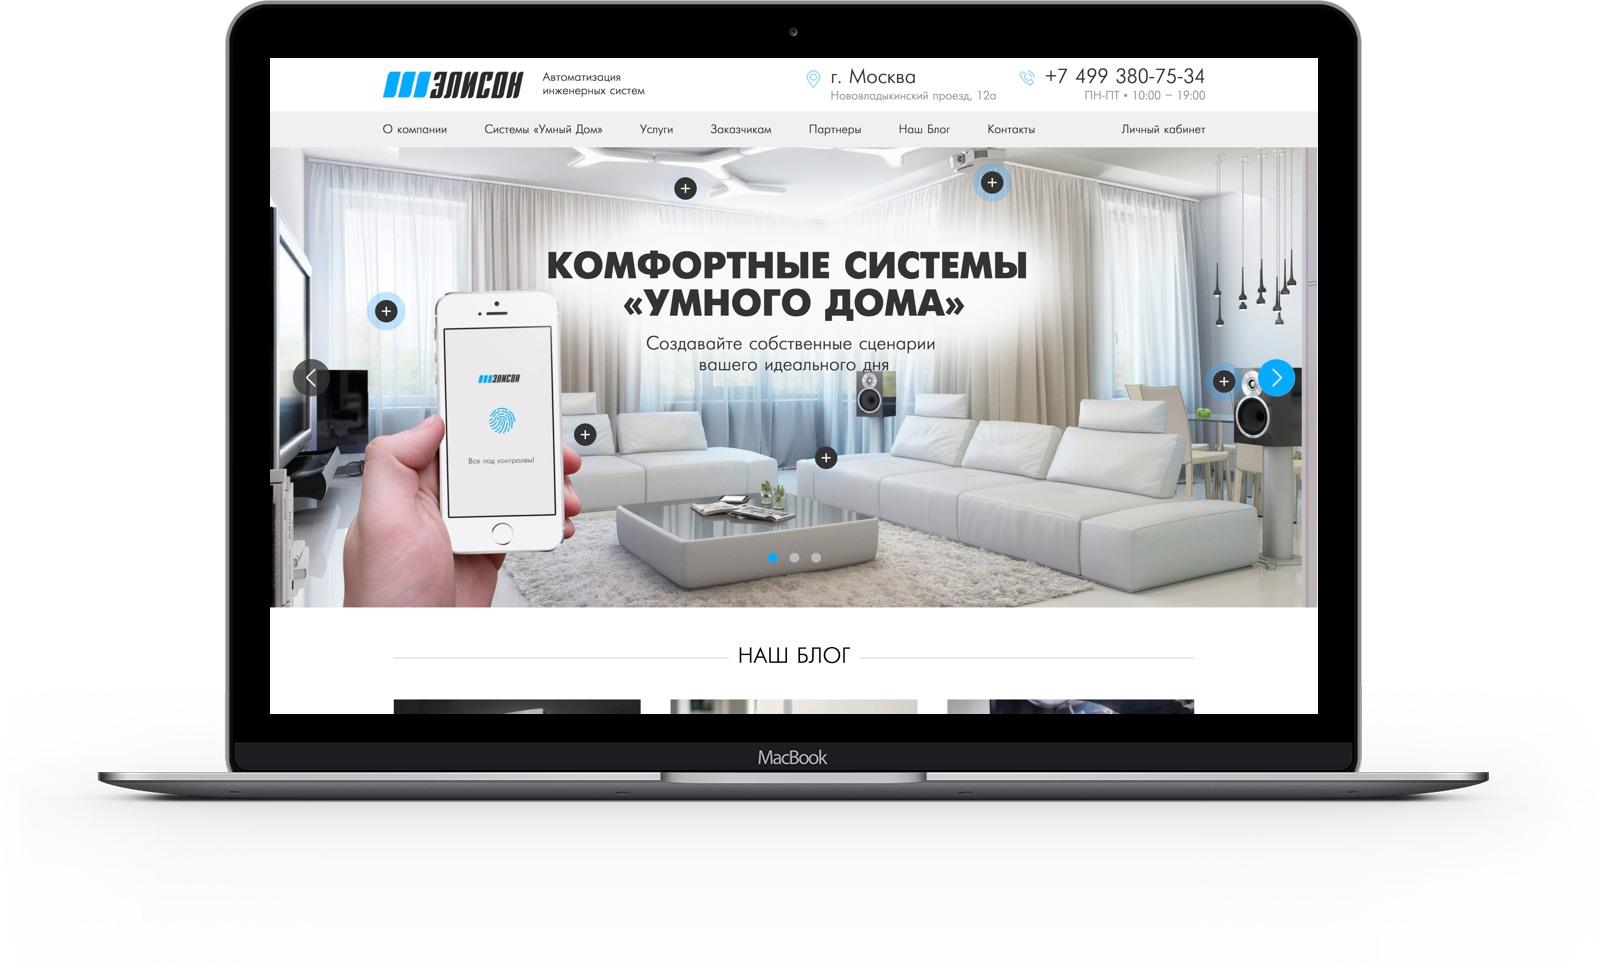 ЭЛИСОН
Автоматизация
инженерных систем
г. Москва
Нововладыкинский проезд, 12а
+7 499 380-75-34
ПН-ПТ • 10:00 – 19:00
О компании Системы «Умный Дом» Услуги Заказчикам Партнеры Наш Блог Контакты Личный кабинет
КОМФОРТНЫЕ СИСТЕМЫ
«УМНОГО ДОМА»
Создавайте собственные сценарии
вашего идеального дня
ЭЛИСОН
Все под контролем!
НАШ БЛОГ
MacBook